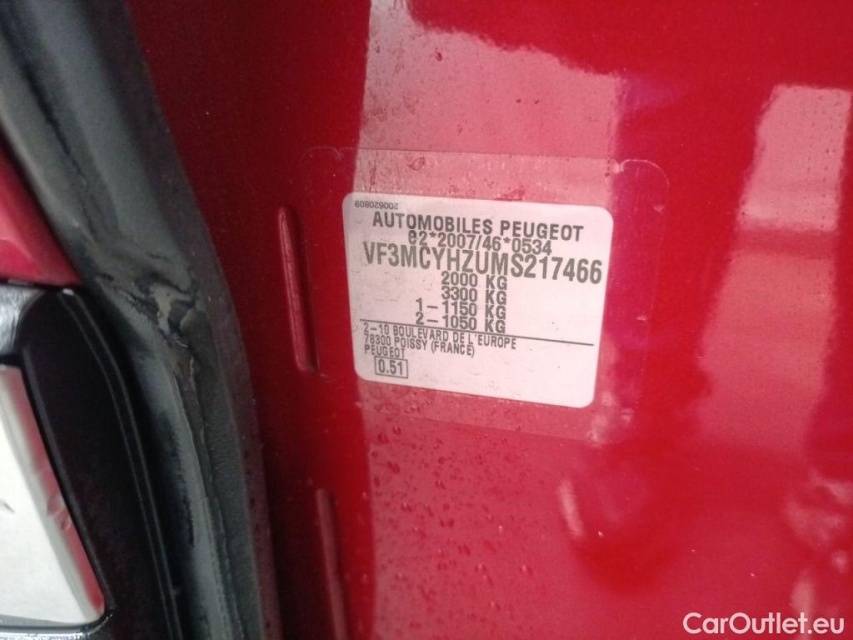 200620809
AUTOMOBILES PEUGEOT
e2*2007/46*0534
VF3MCYHZUMS217466
2000 KG
3300 KG
1-1150 KG
2-1050 KG
2-10 BOULEVARD DE L'EUROPE
78300 POISSY (FRANCE)
PEUGEOT
0.51
CarOutlet.eu